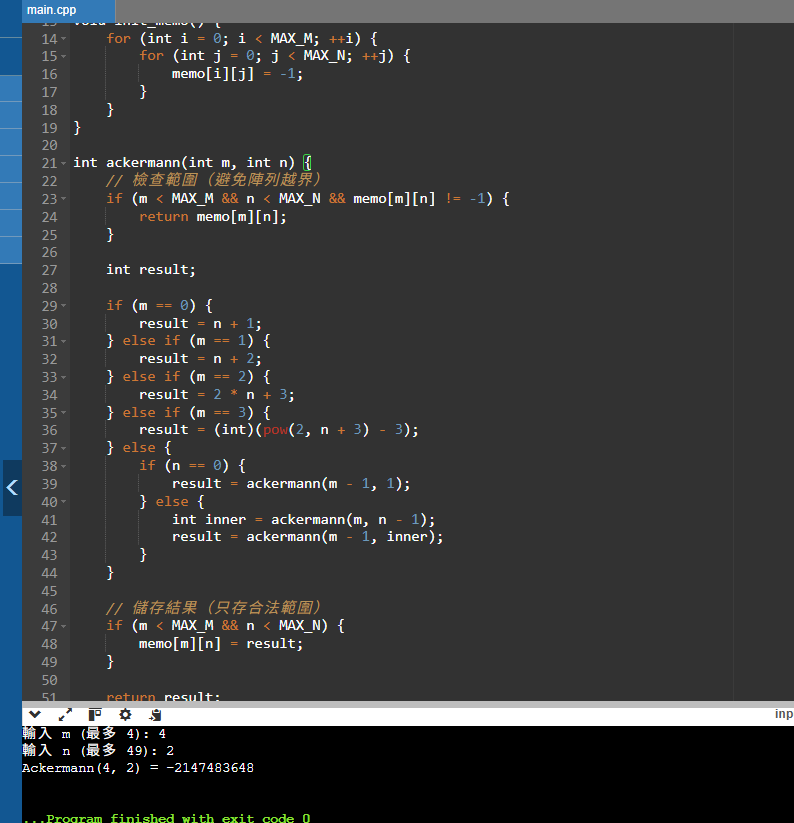 main.cpp
13 void init_memo() {
14 for (int i = 0; i < MAX_M; ++i) {
15 for (int j = 0; j < MAX_N; ++j) {
16 memo[i][j] = -1;
17 }
18 }
19 }
20
21 int ackermann(int m, int n) {
22 // 檢查範圍（避免陣列越界）
23 if (m < MAX_M && n < MAX_N && memo[m][n] != -1) {
24 return memo[m][n];
25 }
26
27 int result;
28
29 if (m == 0) {
30 result = n + 1;
31 } else if (m == 1) {
32 result = n + 2;
33 } else if (m == 2) {
34 result = 2 * n + 3;
35 } else if (m == 3) {
36 result = (int)(pow(2, n + 3) - 3);
37 } else {
38 if (n == 0) {
39 result = ackermann(m - 1, 1);
40 } else {
41 int inner = ackermann(m, n - 1);
42 result = ackermann(m - 1, inner);
43 }
44 }
45
46 // 儲存結果（只存合法範圍）
47 if (m < MAX_M && n < MAX_N) {
48 memo[m][n] = result;
49 }
50
51 return result;
inp
輸入 m (最多 4): 4
輸入 n (最多 49): 2
Ackermann(4, 2) = -2147483648
...Program finished with exit code 0